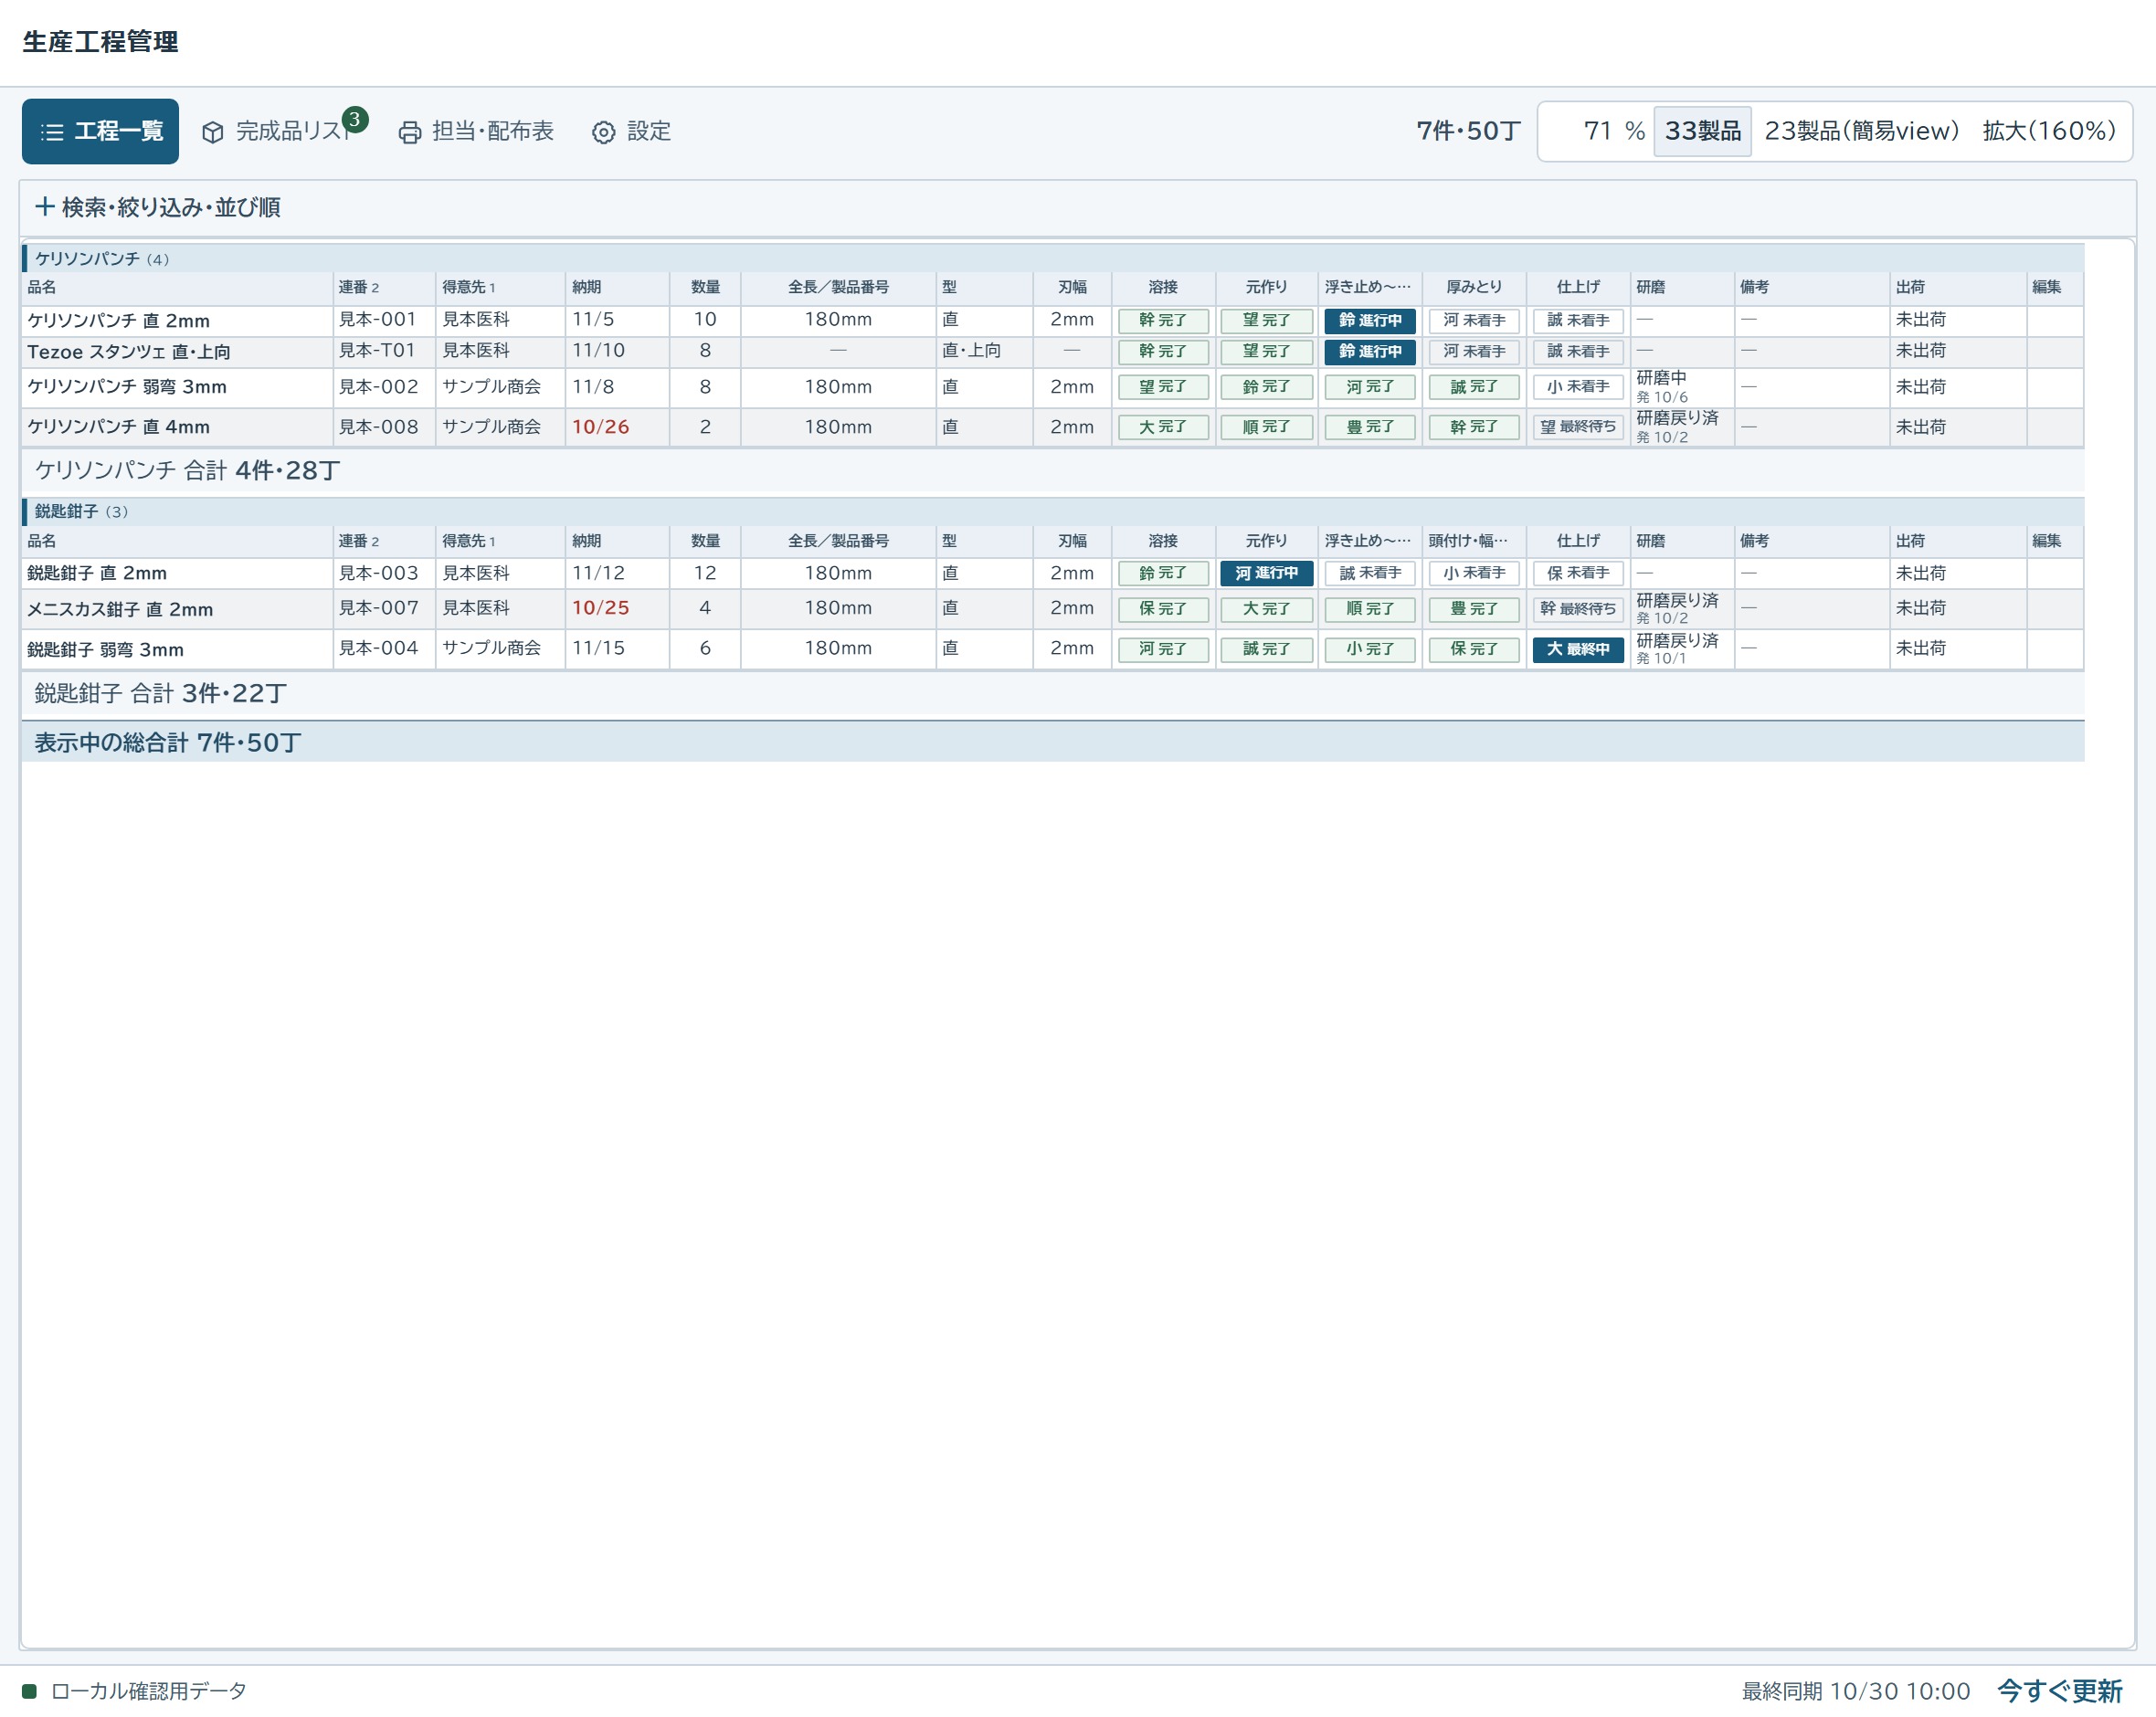 生産工程管理
工程一覧 完成品リスト 3 担当・配布表 設定 7件・50丁 71 % 33製品 23製品(簡易view) 拡大(160%)
＋検索・絞り込み・並び順
ケリソンパンチ (4)
品名 連番 2 得意先 1 納期 数量 全長／製品番号 型 刃幅 溶接 元作り 浮き止め〜… 厚みとり 仕上げ 研磨 備考 出荷 編集
ケリソンパンチ 直 2mm 見本-001 見本医科 11/5 10 180mm 直 2mm 幹 完了 望 完了 鈴 進行中 河 未着手 誠 未着手 — — 未出荷
Tezoe スタンツェ 直・上向 見本-T01 見本医科 11/10 8 — 直・上向 — 幹 完了 望 完了 鈴 進行中 河 未着手 誠 未着手 — — 未出荷
ケリソンパンチ 弱弯 3mm 見本-002 サンプル商会 11/8 8 180mm 直 2mm 望 完了 鈴 完了 河 完了 誠 完了 小 未着手 研磨中 発 10/6 — 未出荷
ケリソンパンチ 直 4mm 見本-008 サンプル商会 10/26 2 180mm 直 2mm 大 完了 順 完了 豊 完了 幹 完了 望 最終待ち 研磨戻り済 発 10/2 — 未出荷
ケリソンパンチ 合計 4件・28丁
鋭匙鉗子 (3)
品名 連番 2 得意先 1 納期 数量 全長／製品番号 型 刃幅 溶接 元作り 浮き止め〜… 頭付け・幅… 仕上げ 研磨 備考 出荷 編集
鋭匙鉗子 直 2mm 見本-003 見本医科 11/12 12 180mm 直 2mm 鈴 完了 河 進行中 誠 未着手 小 未着手 保 未着手 — — 未出荷
メニスカス鉗子 直 2mm 見本-007 見本医科 10/25 4 180mm 直 2mm 保 完了 大 完了 順 完了 豊 完了 幹 最終待ち 研磨戻り済 発 10/2 — 未出荷
鋭匙鉗子 弱弯 3mm 見本-004 サンプル商会 11/15 6 180mm 直 2mm 河 完了 誠 完了 小 完了 保 完了 大 最終中 研磨戻り済 発 10/1 — 未出荷
鋭匙鉗子 合計 3件・22丁
表示中の総合計 7件・50丁
ローカル確認用データ 最終同期 10/30 10:00 今すぐ更新